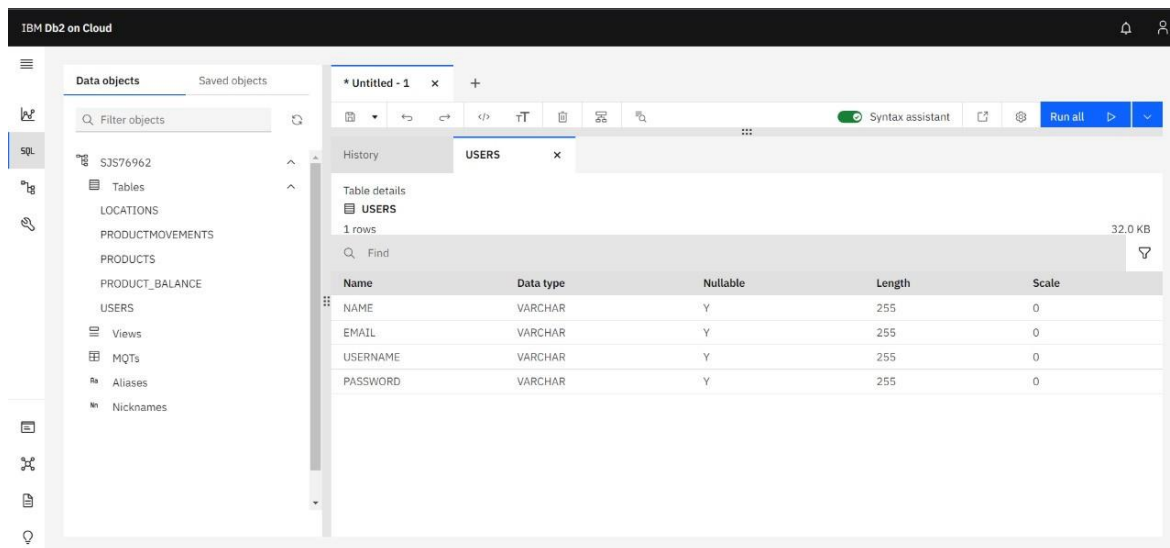 IBM Db2 on Cloud
Data objects Saved objects
* Untitled - 1 × +
Filter objects
Syntax assistant Run all
SQL
SJS76962
Tables
LOCATIONS
PRODUCTMOVEMENTS
PRODUCTS
PRODUCT_BALANCE
USERS
Views
MQTs
Aa Aliases
Nn Nicknames
History USERS ×
Table details
USERS
1 rows 32.0 KB
Find
Name Data type Nullable Length Scale
NAME VARCHAR Y 255 0
EMAIL VARCHAR Y 255 0
USERNAME VARCHAR Y 255 0
PASSWORD VARCHAR Y 255 0